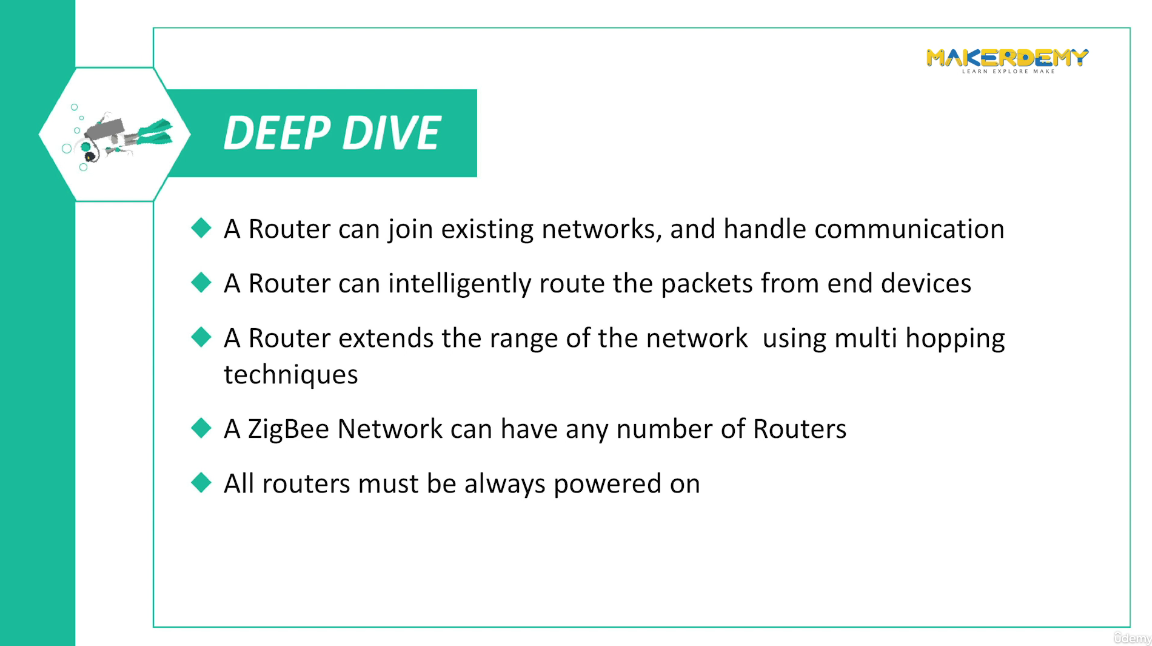 MAKERDEMY
LEARN EXPLORE MAKE
DEEP DIVE
A Router can join existing networks, and handle communication
A Router can intelligently route the packets from end devices
A Router extends the range of the network  using multi hopping
techniques
A ZigBee Network can have any number of Routers
All routers must be always powered on
ûdemy